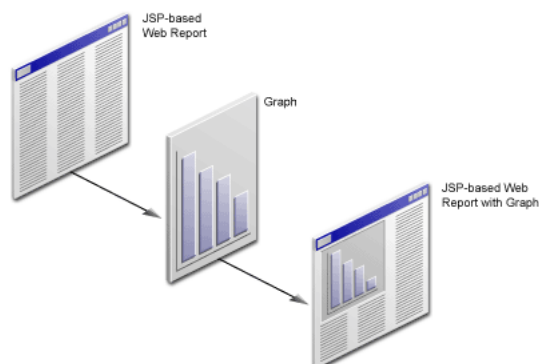 JSP-based
Web Report
Graph
JSP-based Web
Report with Graph